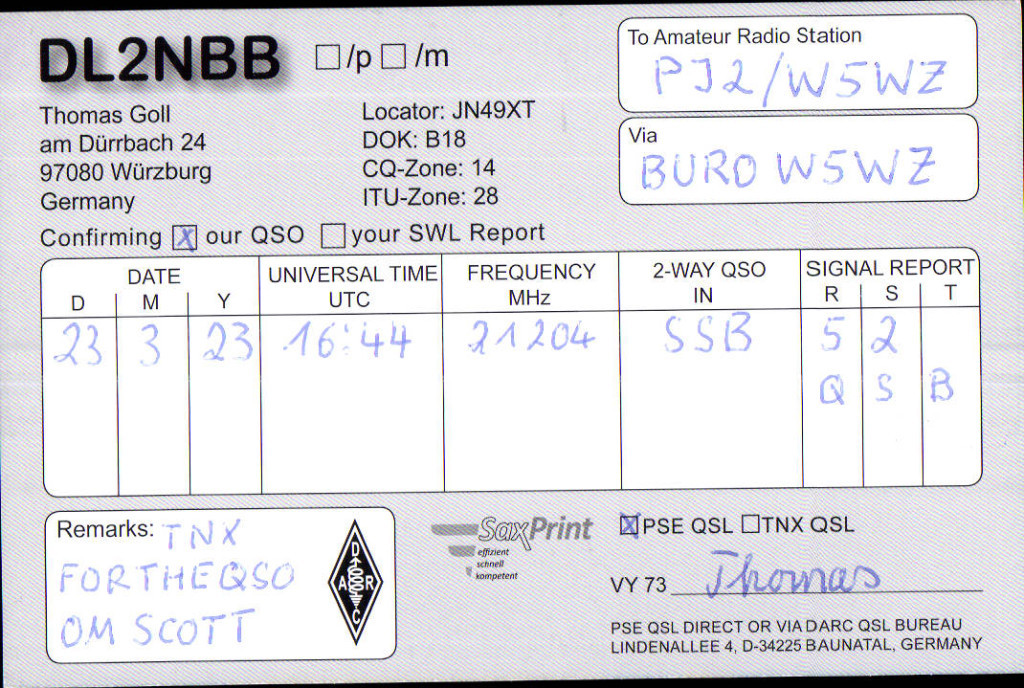 DL2NBB □/p □/m
Thomas Goll
am Dürrbach 24
97080 Würzburg
Germany
Locator: JN49XT
DOK: B18
CQ-Zone: 14
ITU-Zone: 28
To Amateur Radio Station
PJ2/W5WZ
Via
BURO W5WZ
Confirming ☒ our QSO □ your SWL Report
DATE UNIVERSAL TIME FREQUENCY 2-WAY QSO SIGNAL REPORT
D M Y UTC MHz IN R S T
23 3 23 16:44 21204 SSB 5 2
Q S B
Remarks: TNX
FOR THE QSO
OM SCOTT
DARC
SaxPrint
effizient
schnell
kompetent
☒ PSE QSL □ TNX QSL
VY 73 Thomas
PSE QSL DIRECT OR VIA DARC QSL BUREAU
LINDENALLEE 4, D-34225 BAUNATAL, GERMANY